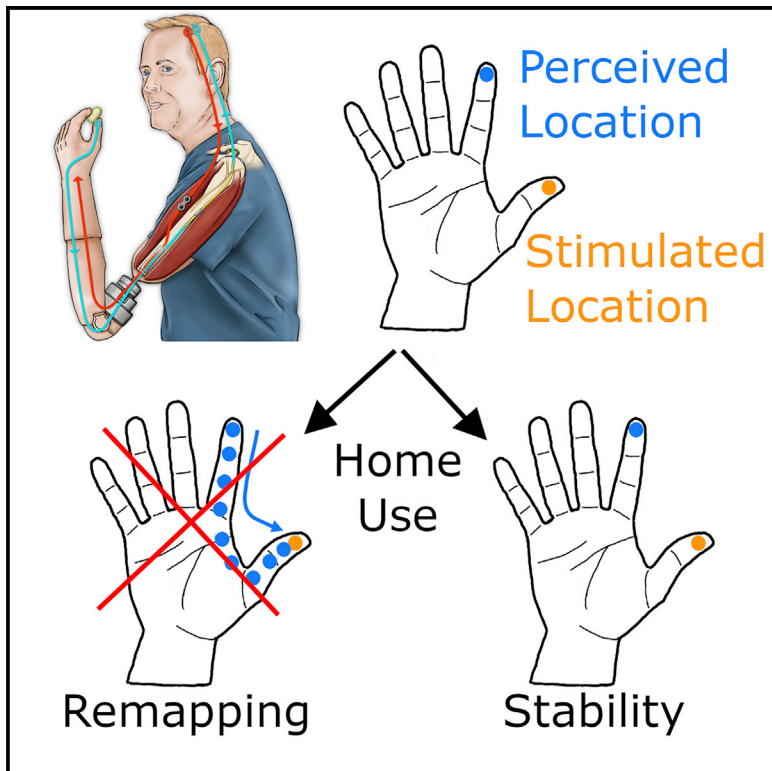 Perceived
Location
Stimulated
Location
Home
Use
Remapping
Stability